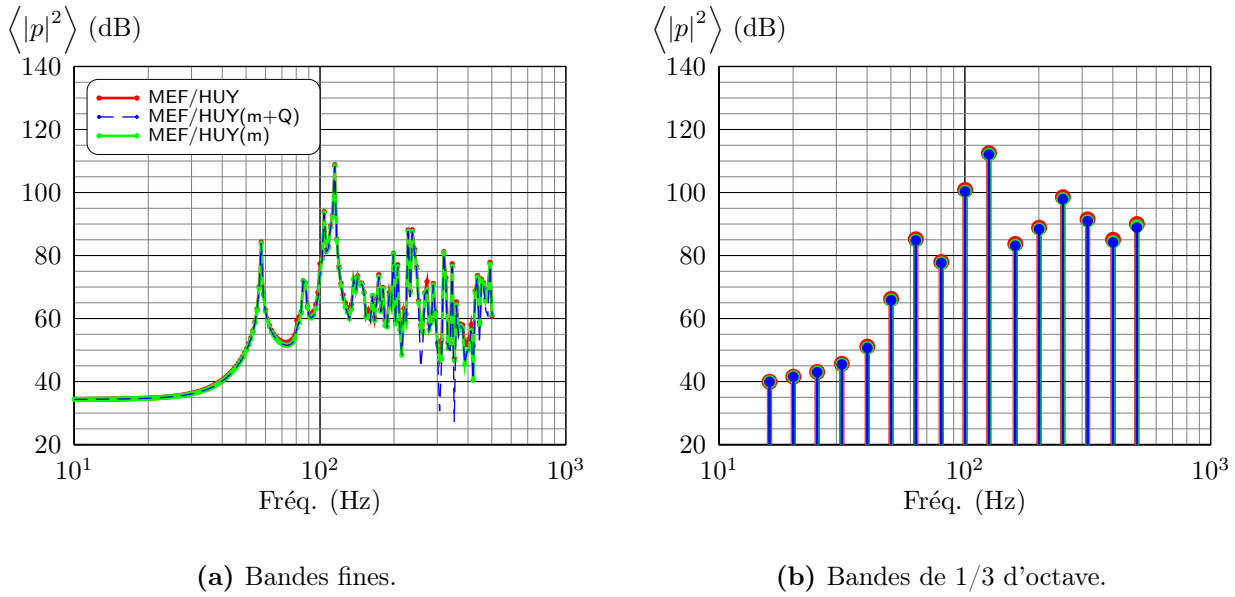 ⟨|p|²⟩ (dB)
140
120
100
80
60
40
20
MEF/HUY
MEF/HUY(m+Q)
MEF/HUY(m)
10¹
10²
10³
Fréq. (Hz)
(a) Bandes fines.
⟨|p|²⟩ (dB)
140
120
100
80
60
40
20
10¹
10²
10³
Fréq. (Hz)
(b) Bandes de 1/3 d'octave.